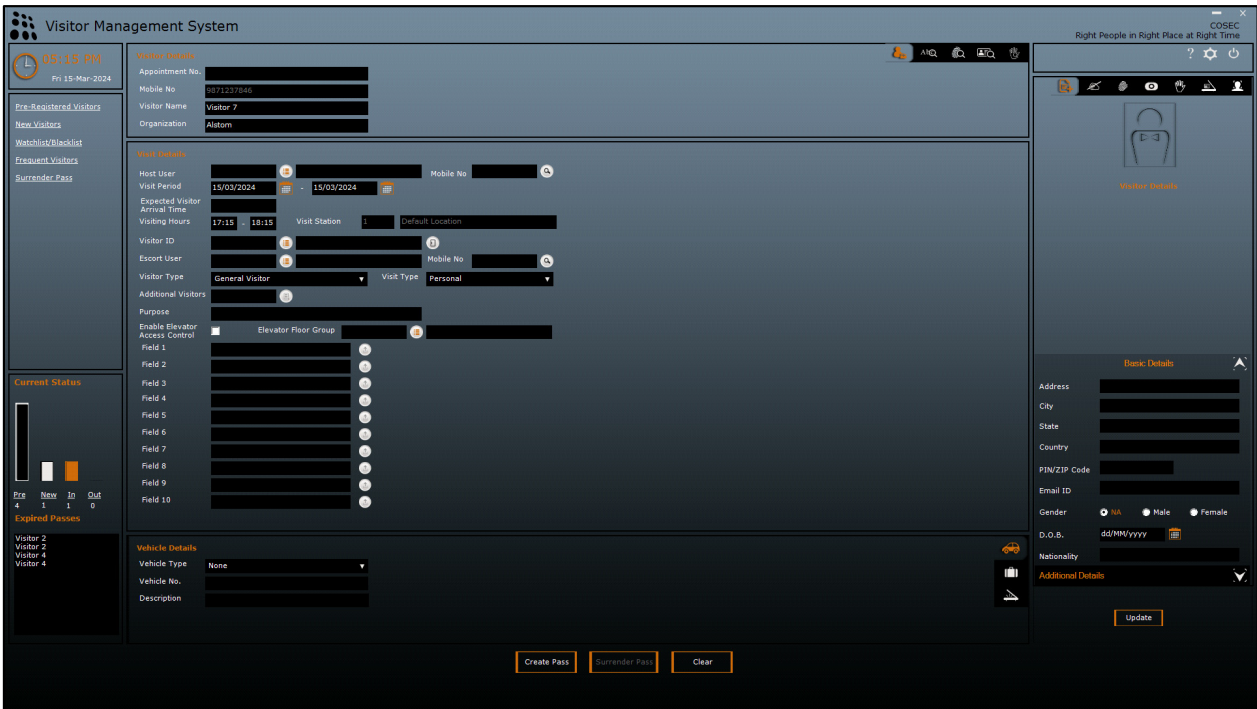 Visitor Management System
COSEC
Right People in Right Place at Right Time
05:15 PM
Fri 15-Mar-2024
Pre-Registered Visitors
New Visitors
Watchlist/Blacklist
Frequent Visitors
Surrender Pass
Current Status
Pre New In Out
4 1 1 0
Expired Passes
Visitor 2
Visitor 2
Visitor 4
Visitor 4
Visitor Details
Appointment No.
Mobile No 9871237846
Visitor Name Visitor 7
Organization Alstom
Visit Details
Host User Mobile No
Visit Period 15/03/2024 - 15/03/2024
Expected Visitor
Arrival Time
Visiting Hours 17:15 - 18:15 Visit Station 1 Default Location
Visitor ID
Escort User Mobile No
Visitor Type General Visitor Visit Type Personal
Additional Visitors
Purpose
Enable Elevator
Access Control Elevator Floor Group
Field 1
Field 2
Field 3
Field 4
Field 5
Field 6
Field 7
Field 8
Field 9
Field 10
Vehicle Details
Vehicle Type None
Vehicle No.
Description
Create Pass Surrender Pass Clear
?
Visitor Details
Basic Details
Address
City
State
Country
PIN/ZIP Code
Email ID
Gender NA Male Female
D.O.B. dd/MM/yyyy
Nationality
Additional Details
Update